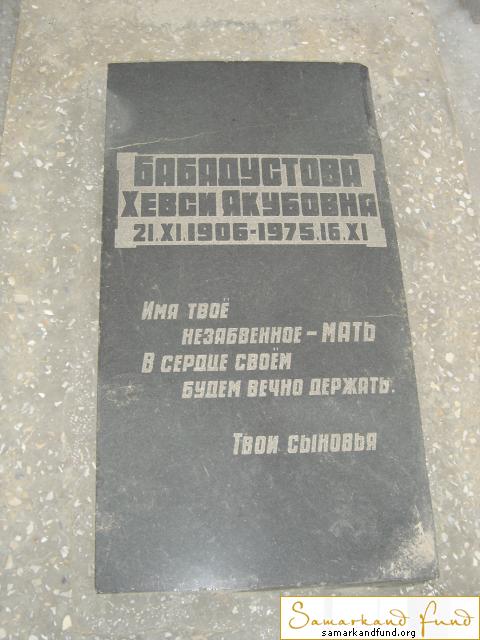 БАБАДУСТОВА
ХЕВСИ ЯКУБОВНА
21.XI.1906-1975.16.XI
Имя твоё
незабвенное – МАТЬ
В сердце своём
будем вечно держать.
Твои сыновья
Samarkand Fund
samarkandfund.org